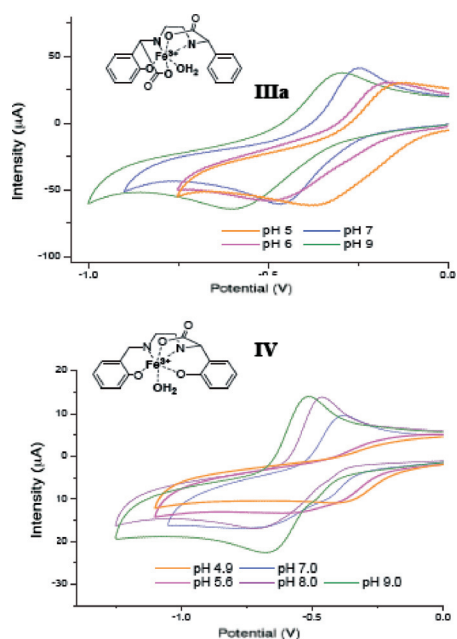 O
O
N
N
Fe³⁺
OH₂
O
O
O
IIIa
50
0
-50
-100
Intensity (µA)
pH 5 pH 7
pH 6 pH 9
-1.0 -0.5 0.0
Potential (V)
O
O
N
N
Fe³⁺
O
O
OH₂
IV
20
10
0
10
20
-30
Intensity (µA)
pH 4.9 pH 7.0
pH 5.6 pH 8.0 pH 9.0
-1.0 -0.5 0.0
Potential (V)